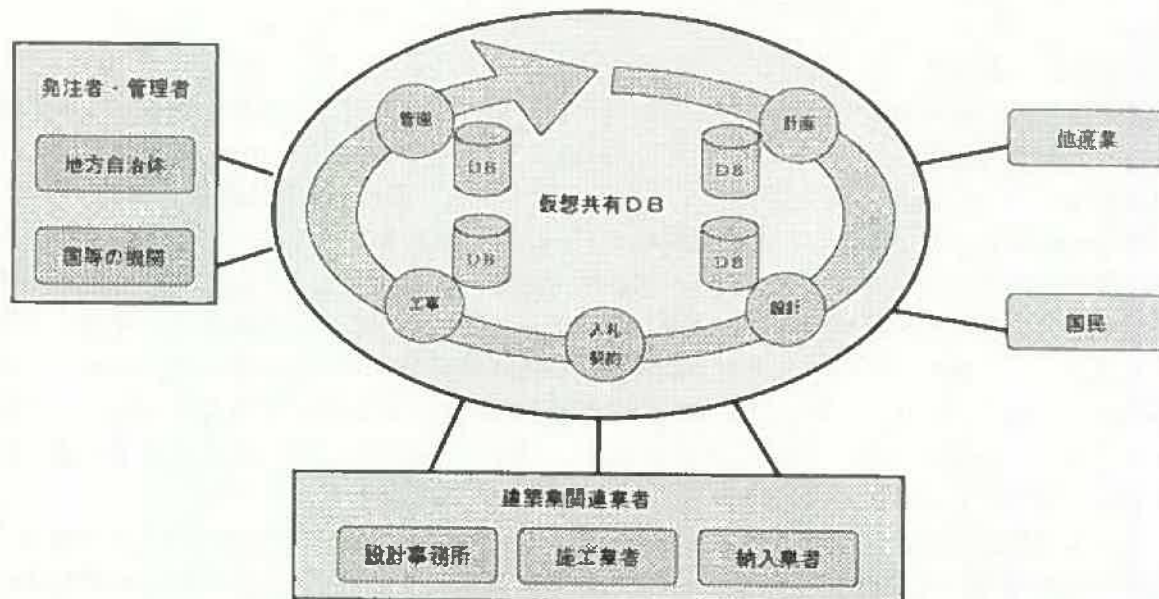 発注者・管理者
地方自治体
国等の機関
管理
計画
DB
DB
仮想共有DB
DB
DB
工事
設計
入札
契約
他産業
国民
建築業関連業者
設計事務所
施工業者
納入業者